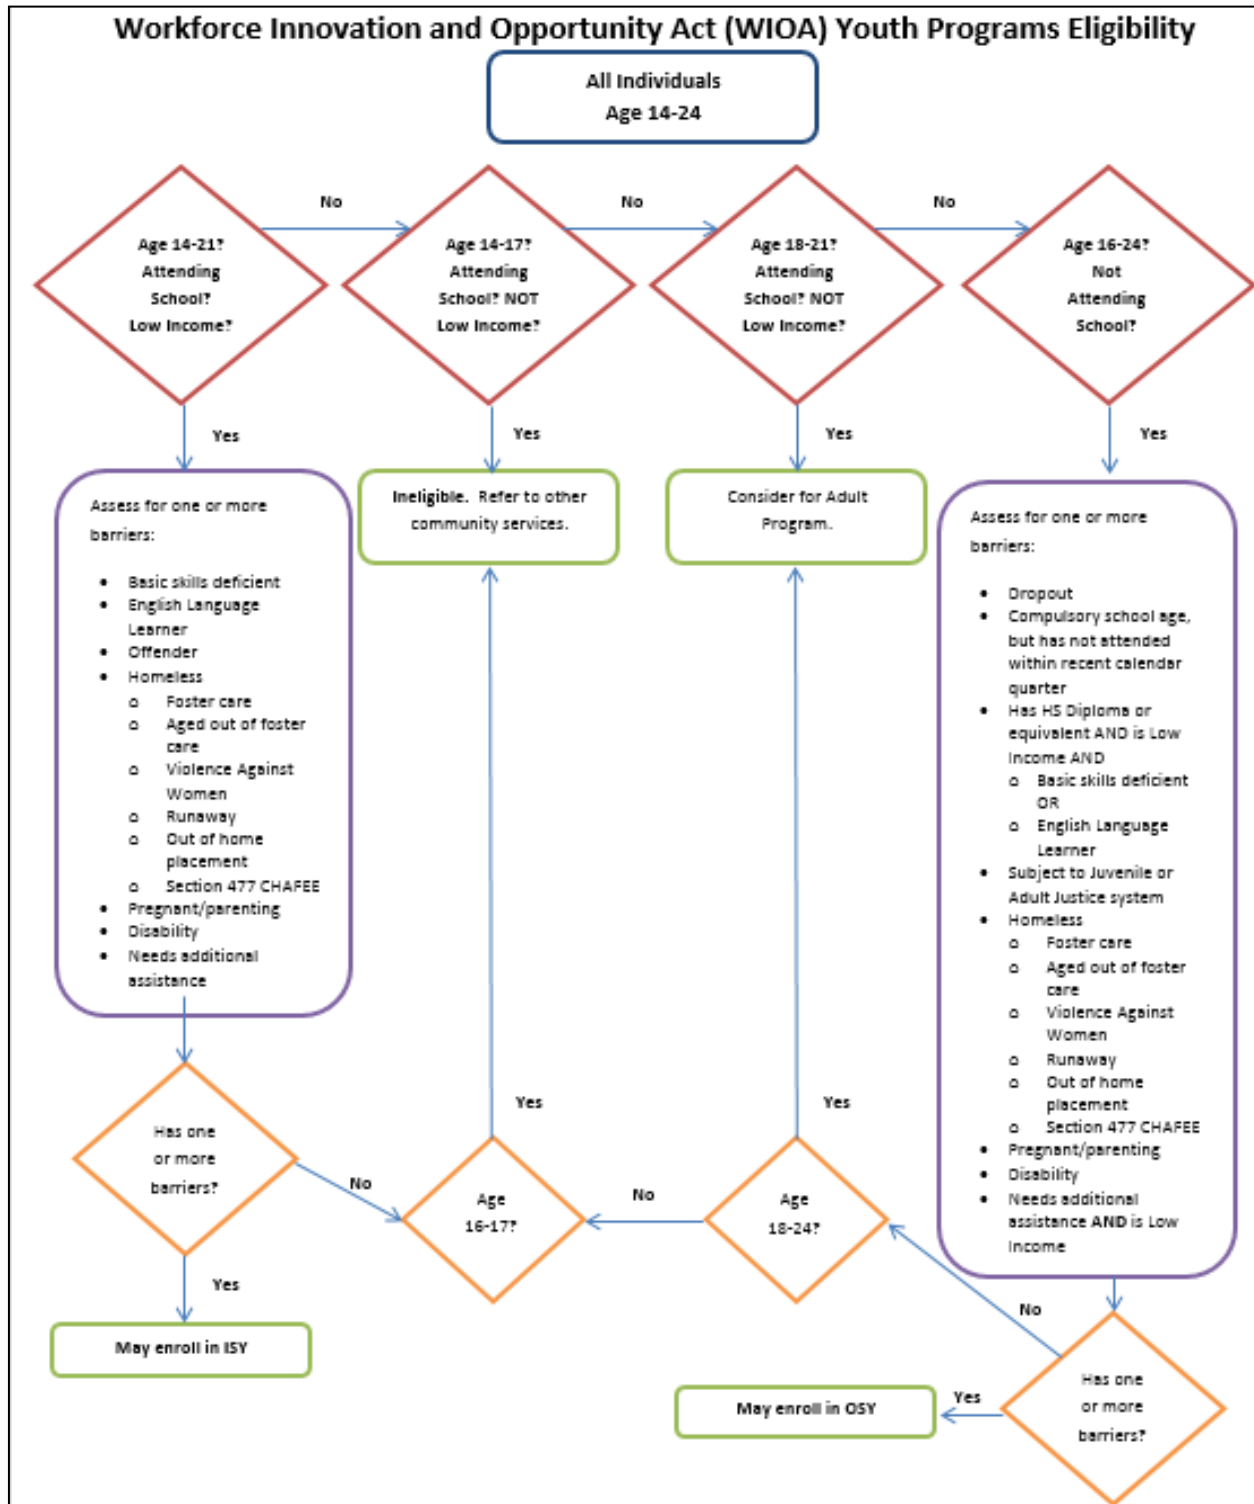 Workforce Innovation and Opportunity Act (WIOA) Youth Programs Eligibility
All Individuals
Age 14-24
No
No
No
Age 14-21?
Attending
School?
Low Income?
Age 14-17?
Attending
School? NOT
Low Income?
Age 18-21?
Attending
School? NOT
Low Income?
Age 16-24?
Not
Attending
School?
Yes
Yes
Yes
Yes
Assess for one or more
barriers:
• Basic skills deficient
• English Language
Learner
• Offender
• Homeless
o Foster care
o Aged out of foster
care
o Violence Against
Women
o Runaway
o Out of home
placement
o Section 477 CHAFEE
• Pregnant/parenting
• Disability
• Needs additional
assistance
Ineligible. Refer to other
community services.
Consider for Adult
Program.
Assess for one or more
barriers:
• Dropout
• Compulsory school age,
but has not attended
within recent calendar
quarter
• Has HS Diploma or
equivalent AND is Low
Income AND
o Basic skills deficient
OR
o English Language
Learner
• Subject to Juvenile or
Adult Justice system
• Homeless
o Foster care
o Aged out of foster
care
o Violence Against
Women
o Runaway
o Out of home
placement
o Section 477 CHAFEE
• Pregnant/parenting
• Disability
• Needs additional
assistance AND is Low
Income
Has one
or more
barriers?
No
Yes
Age
16-17?
No
Yes
Age
18-24?
Yes
No
May enroll in ISY
May enroll in OSY
Yes
Has one
or more
barriers?